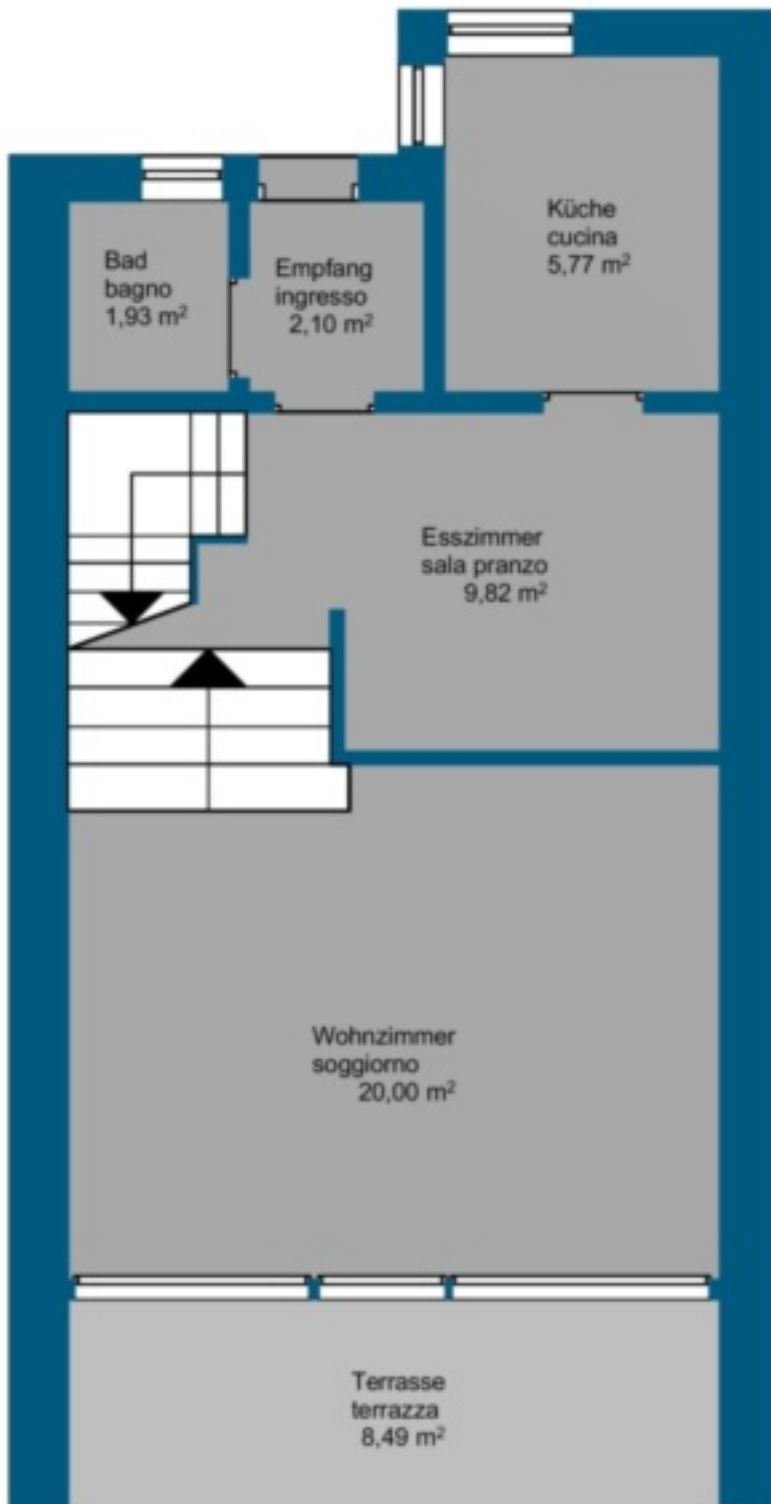 Küche
cucina
5,77 m²
Bad
bagno
1,93 m²
Empfang
ingresso
2,10 m²
Esszimmer
sala pranzo
9,82 m²
Wohnzimmer
soggiorno
20,00 m²
Terrasse
terrazza
8,49 m²